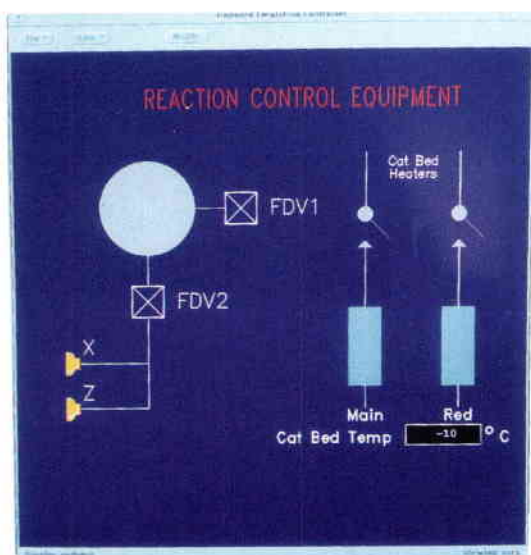 REACTION CONTROL EQUIPMENT
Cat Bed
Heaters
FDV1
FDV2
X
Z
Main
Red
Cat Bed Temp -10 ° C